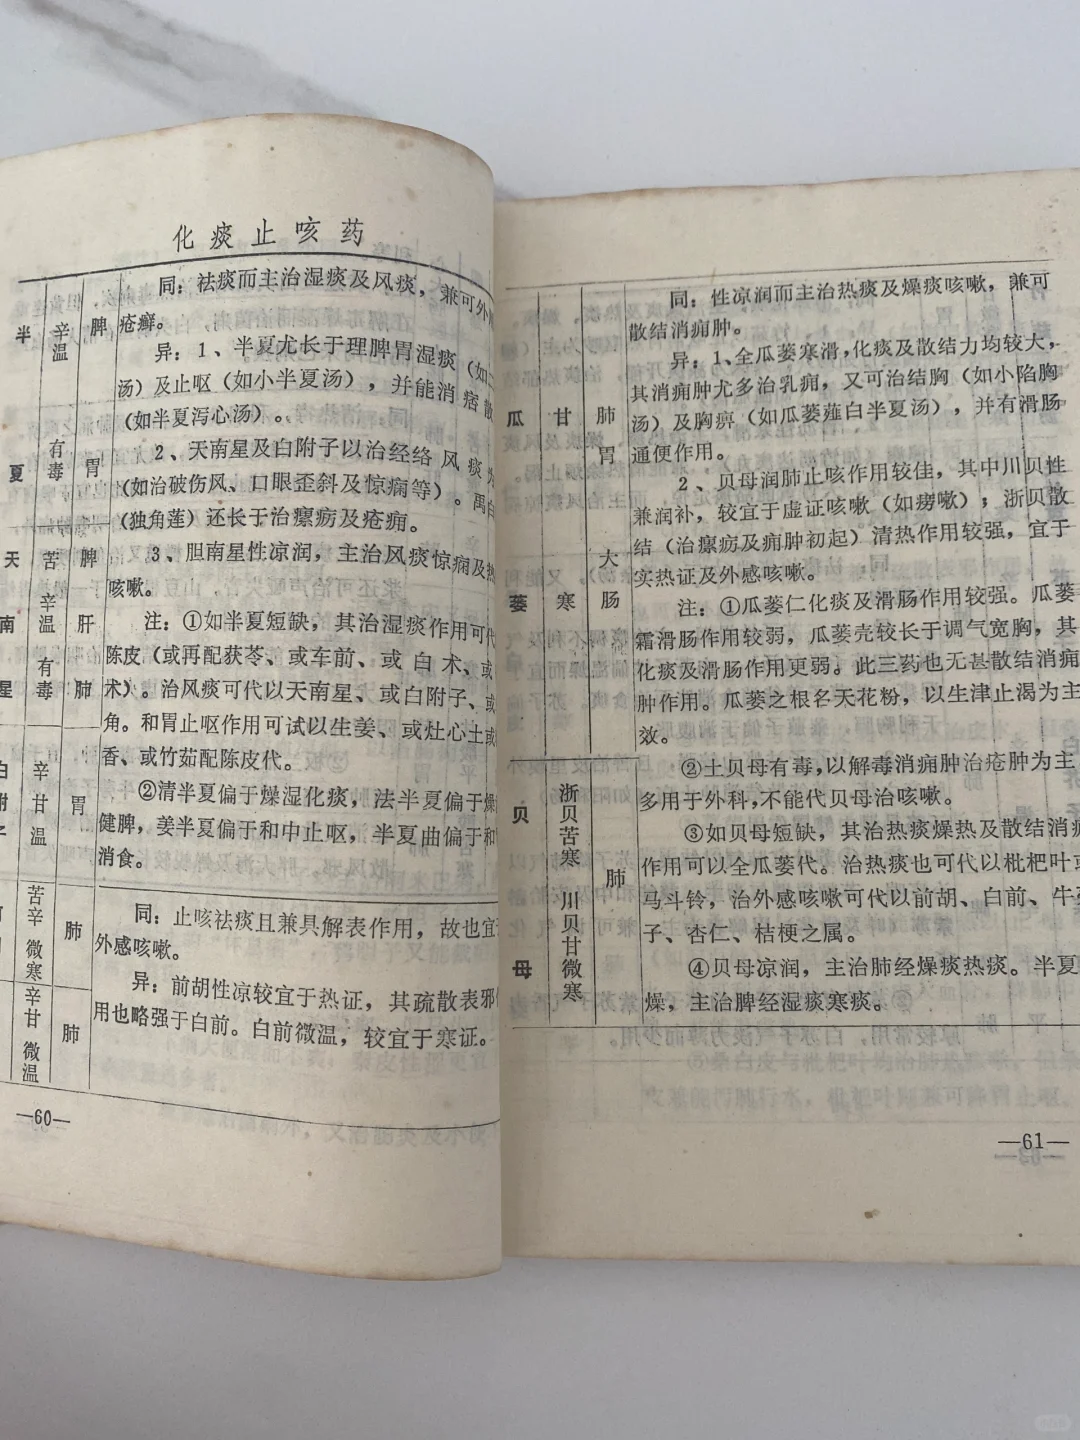 化痰止咳药
半夏
辛温 有毒
脾 胃
天南星
苦辛温 有毒
脾 肝 肺
白附子
辛甘温
胃
同：祛痰而主治湿痰及风痰，兼可外
疮癣。
异：1、半夏尤长于理脾胃湿痰（如
汤）及止呕（如小半夏汤），并能消痞散
（如半夏泻心汤）。
2、天南星及白附子以治经络风痰为
（如治破伤风、口眼歪斜及惊痫等）。禹白
（独角莲）还长于治瘰疬及疮痈。
3、胆南星性凉润，主治风痰惊痫及热
咳嗽。
注：①如半夏短缺，其治湿痰作用可代
陈皮（或再配茯苓、或车前、或白术、或
术）。治风痰可代以天南星、或白附子、或
角。和胃止呕作用可试以生姜、或灶心土或
香、或竹茹配陈皮代。
②清半夏偏于燥湿化痰，法半夏偏于燥
健脾，姜半夏偏于和中止呕，半夏曲偏于和
消食。
苦辛微寒
肺
辛甘微温
肺
同：止咳祛痰且兼具解表作用，故也宜
外感咳嗽。
异：前胡性凉较宜于热证，其疏散表邪
用也略强于白前。白前微温，较宜于寒证。
—60—
瓜蒌
甘寒
肺 胃 大肠
同：性凉润而主治热痰及燥痰咳嗽，兼可
散结消痈肿。
异：1、全瓜蒌寒滑，化痰及散结力均较大，
其消痈肿尤多治乳痈，又可治结胸（如小陷胸
汤）及胸痹（如瓜蒌薤白半夏汤），并有滑肠
通便作用。
2、贝母润肺止咳作用较佳，其中川贝性
兼润补，较宜于虚证咳嗽（如痨嗽）；浙贝散
结（治瘰疬及痈肿初起）清热作用较强，宜于
实热证及外感咳嗽。
注：①瓜蒌仁化痰及滑肠作用较强。瓜蒌
霜滑肠作用较弱，瓜蒌壳较长于调气宽胸，其
化痰及滑肠作用更弱。此三药也无甚散结消痈
肿作用。瓜蒌之根名天花粉，以生津止渴为主
效。
贝母
浙贝苦寒 川贝甘微寒
肺
②土贝母有毒，以解毒消痈肿治疮肿为主，
多用于外科，不能代贝母治咳嗽。
③如贝母短缺，其治热痰燥热及散结消痈
作用可以全瓜蒌代。治热痰也可代以枇杷叶或
马斗铃，治外感咳嗽可代以前胡、白前、牛蒡
子、杏仁、桔梗之属。
④贝母凉润，主治肺经燥痰热痰。半夏
燥，主治脾经湿痰寒痰。
—61—